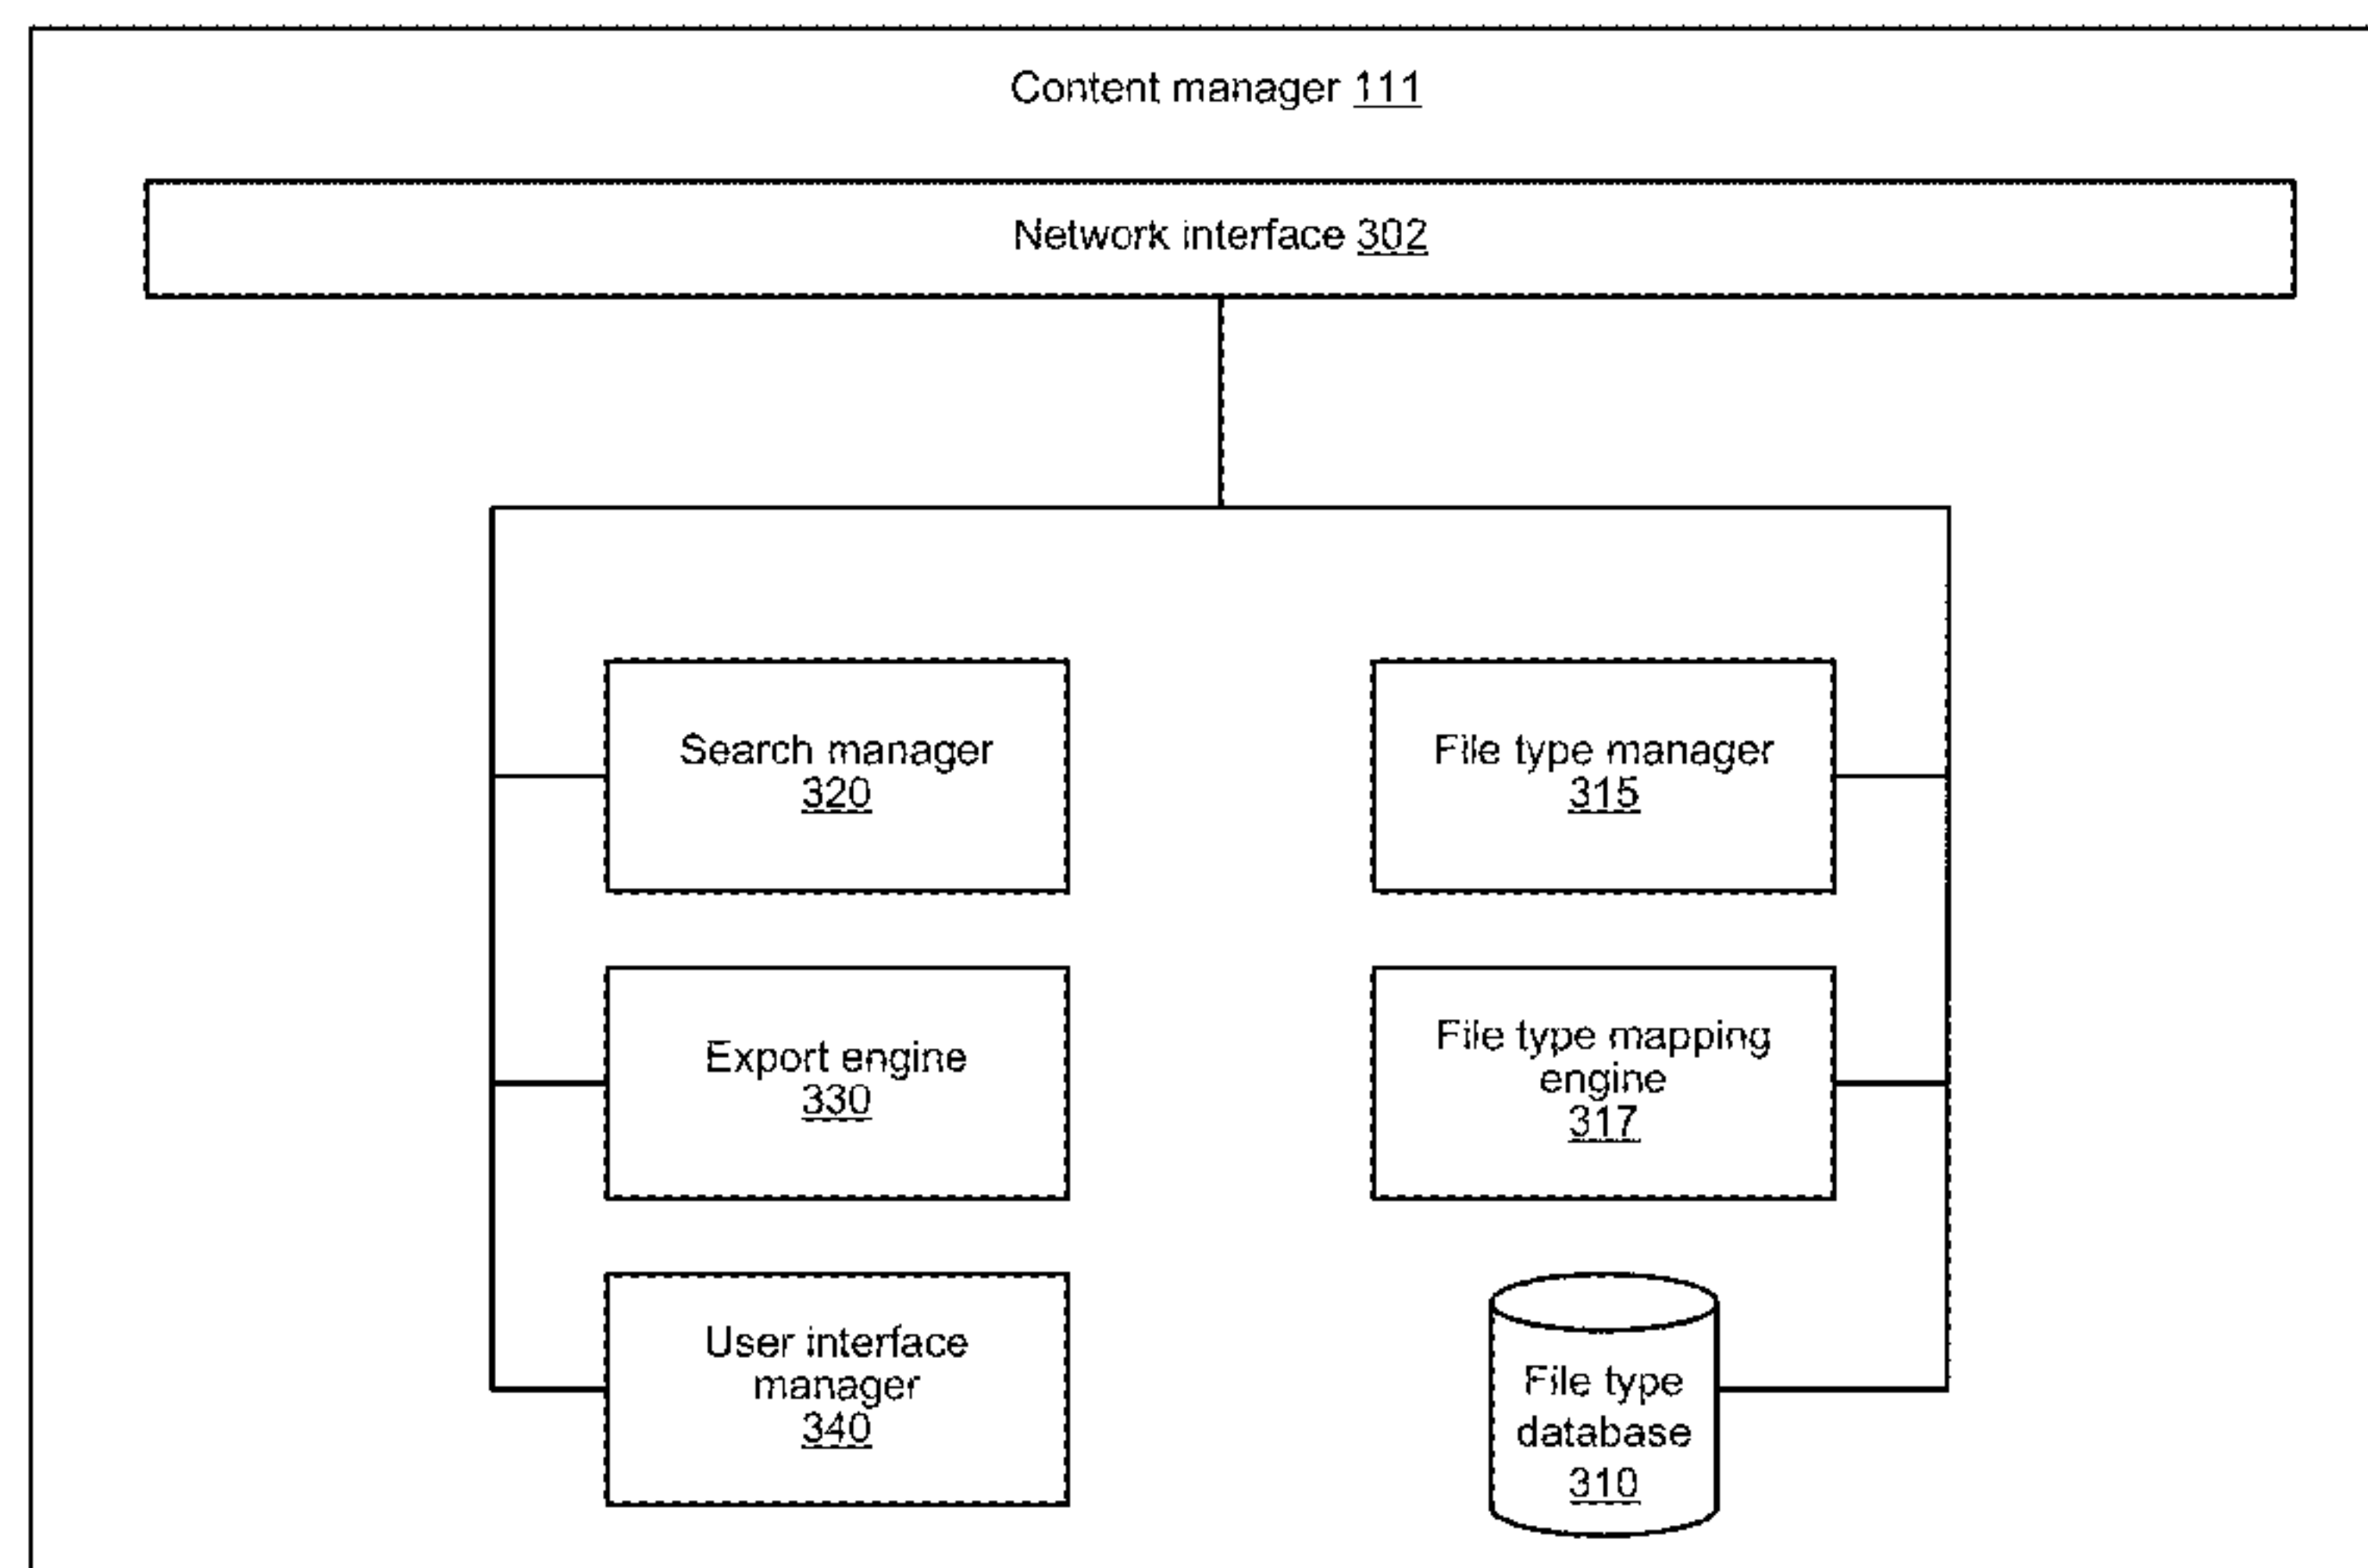 Content manager 111
Network interface 302
Search manager
320
File type manager
315
Export engine
330
File type mapping
engine
317
User interface
manager
340
File type
database
310